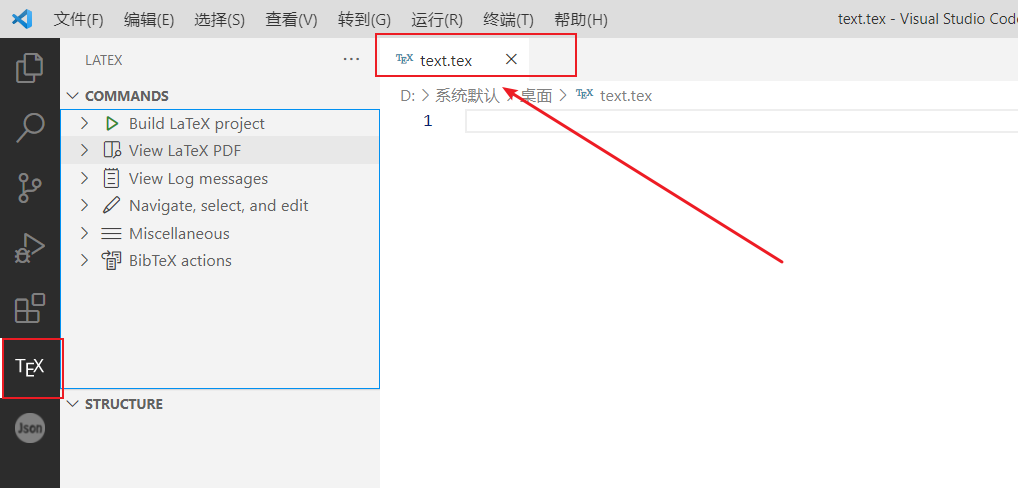 文件(F) 编辑(E) 选择(S) 查看(V) 转到(G) 运行(R) 终端(T) 帮助(H) text.tex - Visual Studio Code
LATEX
TEX text.tex
COMMANDS
D: 系统默认 桌面 TEX text.tex
Build LaTeX project
1
View LaTeX PDF
View Log messages
Navigate, select, and edit
Miscellaneous
BibTeX actions
TEX
STRUCTURE
Json